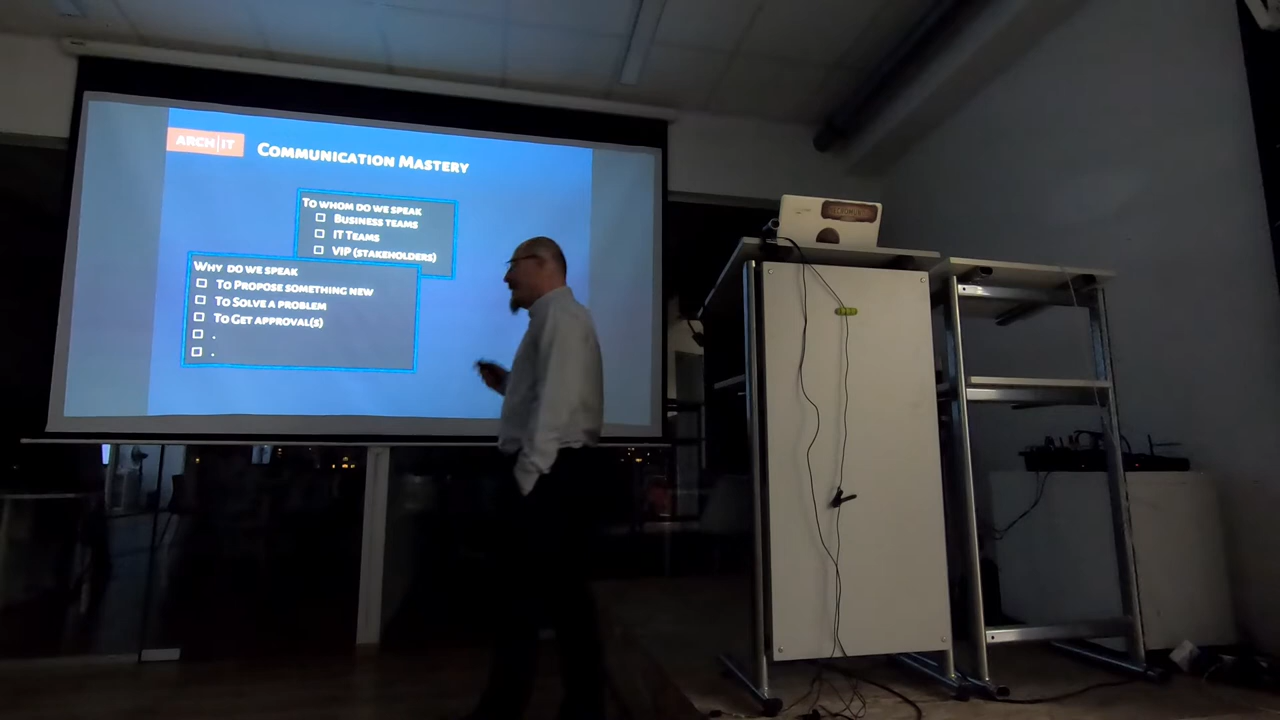 ARCH|IT
COMMUNICATION MASTERY
TO WHOM DO WE SPEAK
BUSINESS TEAMS
IT TEAMS
VIP (STAKEHOLDERS)
WHY DO WE SPEAK
TO PROPOSE SOMETHING NEW
TO SOLVE A PROBLEM
TO GET APPROVAL(S)
.
.